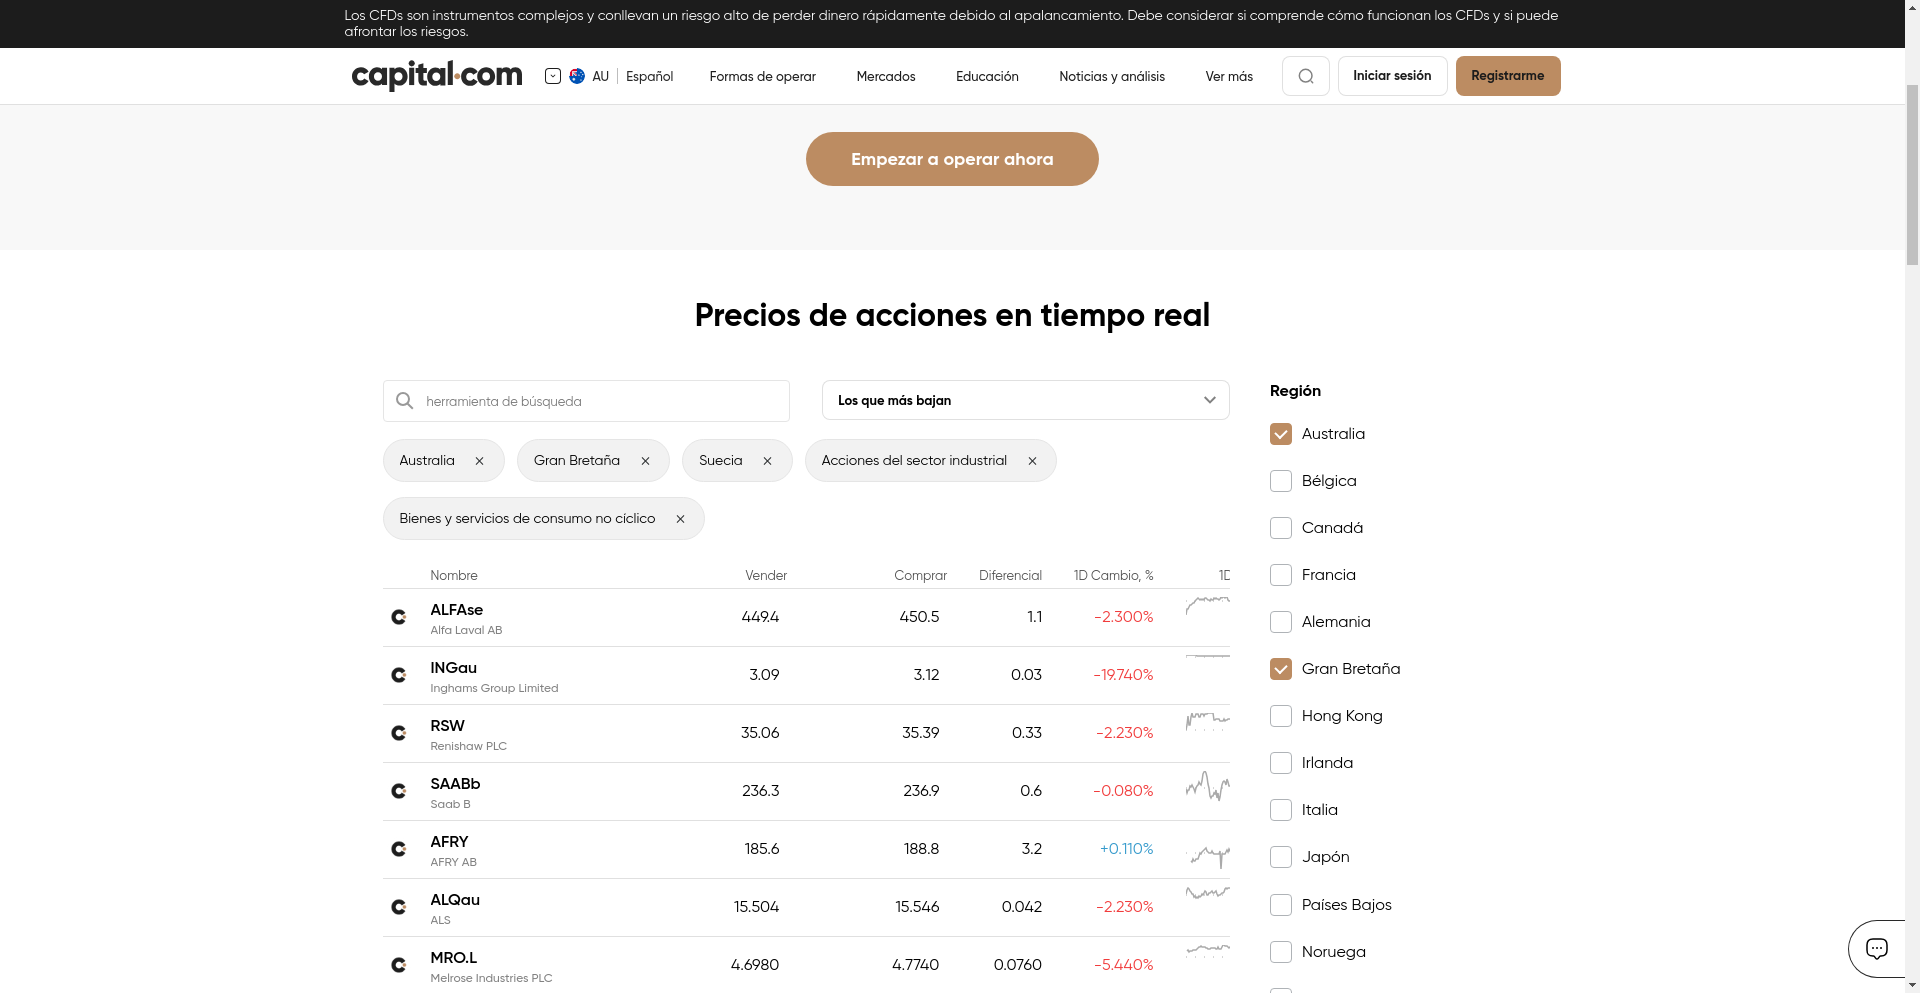 Los CFDs son instrumentos complejos y conllevan un riesgo alto de perder dinero rápidamente debido al apalancamiento. Debe considerar si comprende cómo funcionan los CFDs y si puede
afrontar los riesgos.
capital.com
AU
Español
Formas de operar
Mercados
Educación
Noticias y análisis
Ver más
Iniciar sesión
Registrarme
Empezar a operar ahora
Precios de acciones en tiempo real
herramienta de búsqueda
Los que más bajan
Australia
Gran Bretaña
Suecia
Acciones del sector industrial
Bienes y servicios de consumo no cíclico
Nombre Vender Comprar Diferencial 1D Cambio, % 1D
ALFAse 449.4 450.5 1.1 -2.300%
Alfa Laval AB
INGau 3.09 3.12 0.03 -19.740%
Inghams Group Limited
RSW 35.06 35.39 0.33 -2.230%
Renishaw PLC
SAABb 236.3 236.9 0.6 -0.080%
Saab B
AFRY 185.6 188.8 3.2 +0.110%
AFRY AB
ALQau 15.504 15.546 0.042 -2.230%
ALS
MRO.L 4.6980 4.7740 0.0760 -5.440%
Melrose Industries PLC
Región
Australia
Bélgica
Canadá
Francia
Alemania
Gran Bretaña
Hong Kong
Irlanda
Italia
Japón
Países Bajos
Noruega